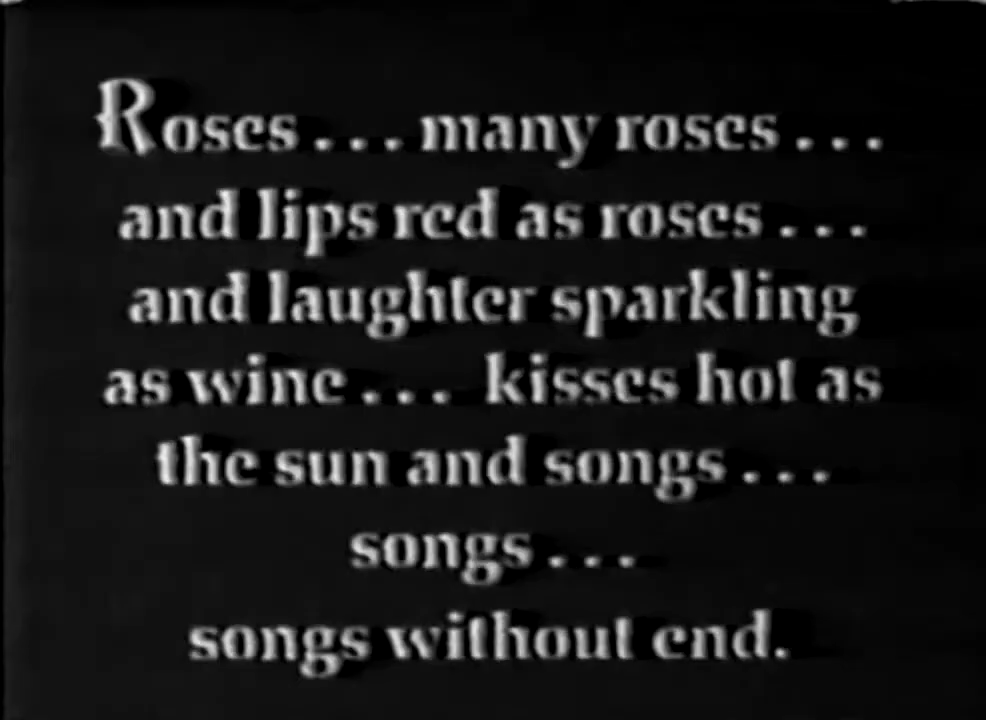 Roses . . . many roses . . .
and lips red as roses . . .
and laughter sparkling
as wine . . . kisses hot as
the sun and songs . . .
songs . . .
songs without end.